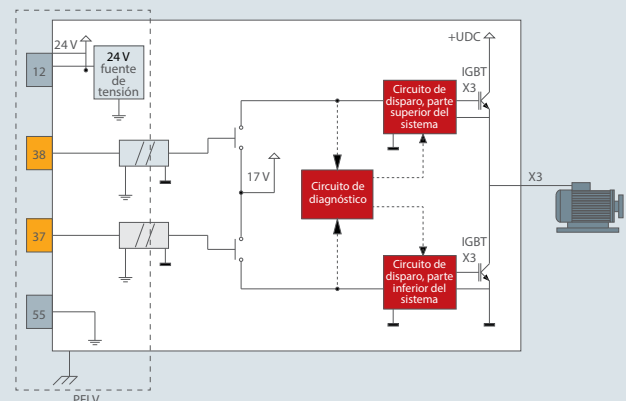 24 V
12
24 V
fuente
de
tensión
38
37
55
PELV
17 V
Circuito de
disparo, parte
superior del
sistema
Circuito de
diagnóstico
Circuito de
disparo, parte
inferior del
sistema
+UDC
IGBT
X3
X3
IGBT
X3